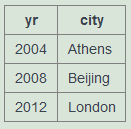 yr city
2004 Athens
2008 Beijing
2012 London